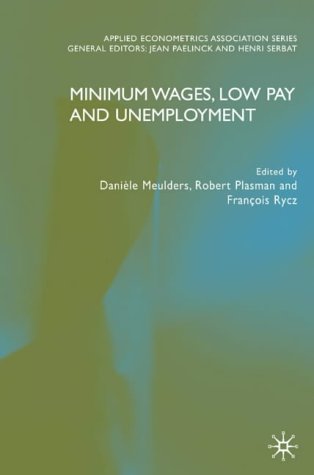 APPLIED ECONOMETRICS ASSOCIATION SERIES
GENERAL EDITORS: JEAN PAELINCK AND HENRI SERBAT
MINIMUM WAGES, LOW PAY
AND UNEMPLOYMENT
Edited by
Danièle Meulders, Robert Plasman and
François Rycz